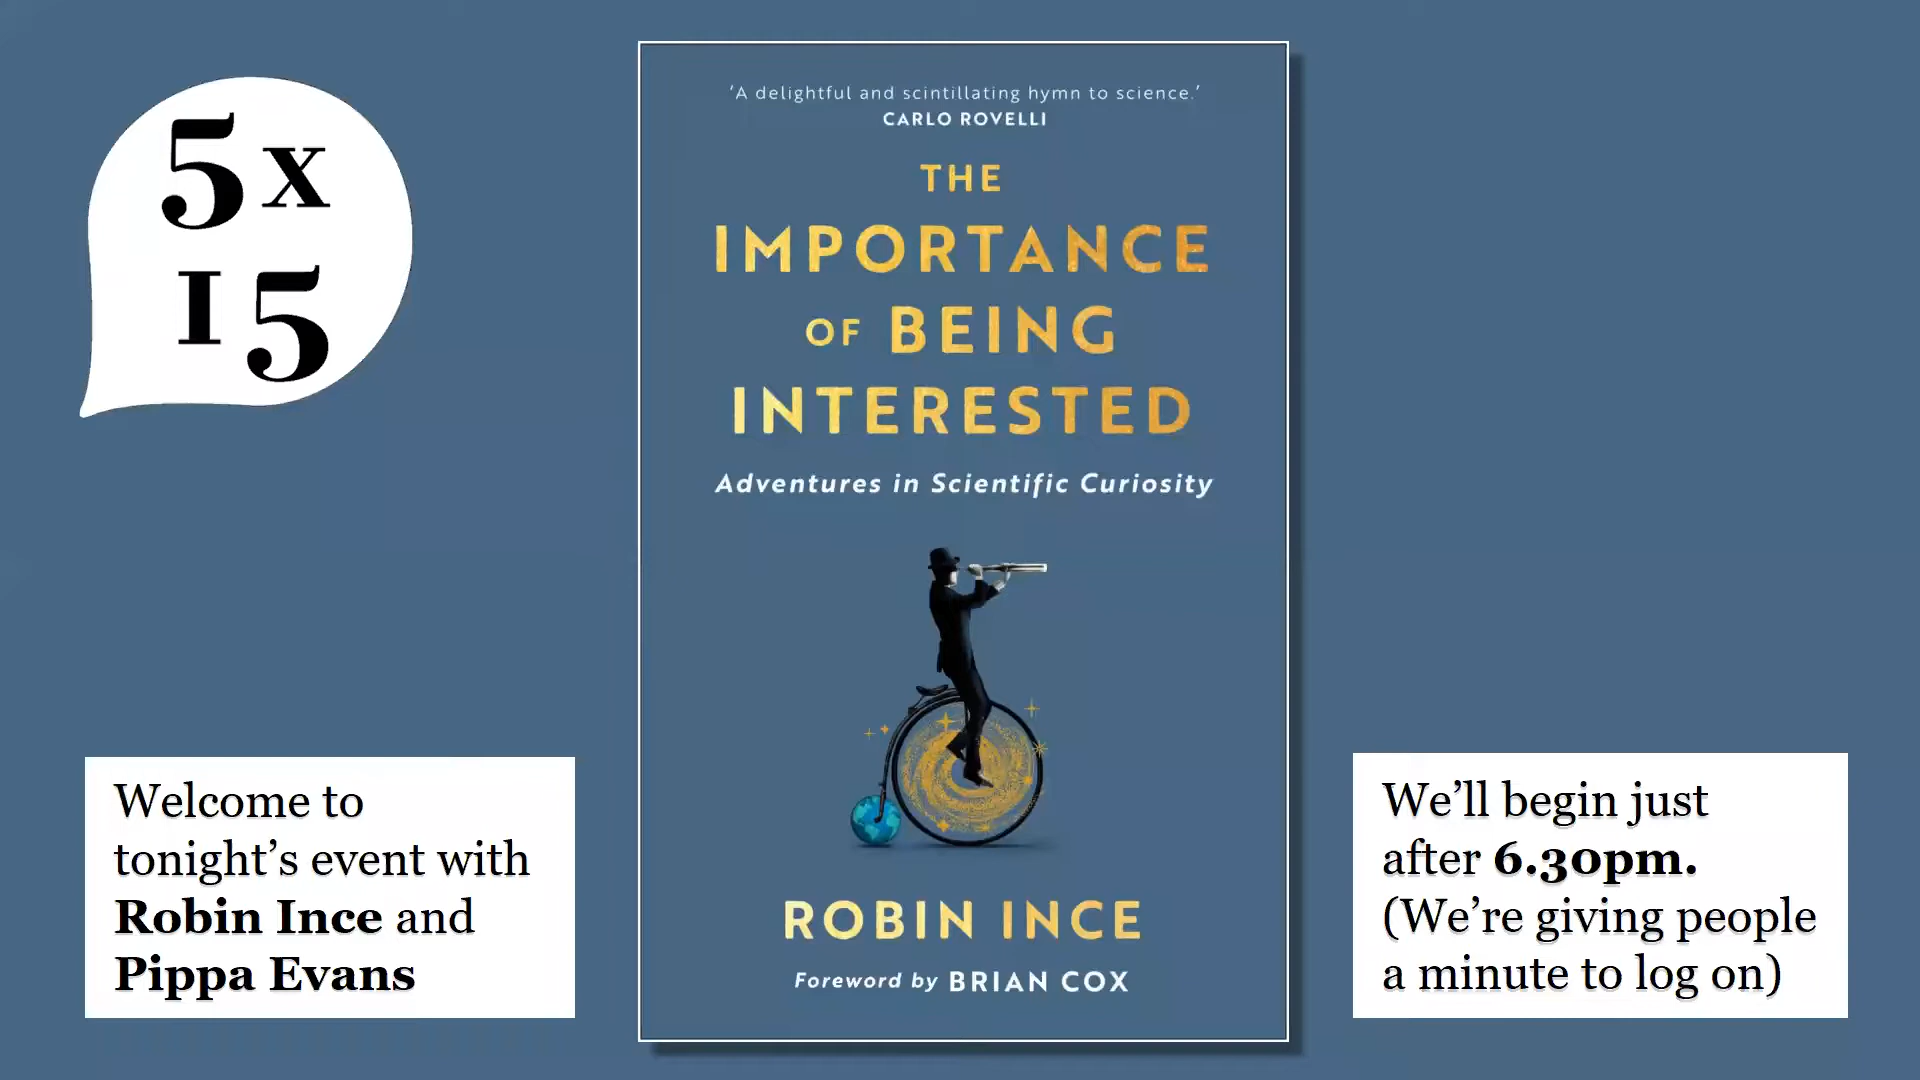 5x
15
'A delightful and scintillating hymn to science.'
CARLO ROVELLI
THE
IMPORTANCE
OF BEING
INTERESTED
Adventures in Scientific Curiosity
ROBIN INCE
Foreword by BRIAN COX
Welcome to
tonight's event with
Robin Ince and
Pippa Evans
We'll begin just
after 6.30pm.
(We're giving people
a minute to log on)